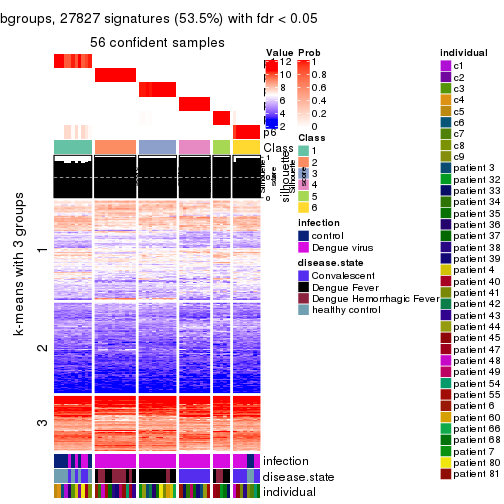 bgroups, 27827 signatures (53.5%) with fdr < 0.05
56 confident samples
Value
12
10
8
6
4
2
Prob
1
0.8
0.6
0.4
0.2
0
p6
Class
Class
1
2
3
4
5
6
silhouette
1
0
k-means with 3 groups
1
2
3
infection
control
Dengue virus
disease.state
Convalescent
Dengue Fever
Dengue Hemorrhagic Fever
healthy control
infection
disease.state
individual
individual
c1
c2
c3
c4
c5
c6
c7
c8
c9
patient 3
patient 32
patient 33
patient 34
patient 35
patient 36
patient 37
patient 38
patient 39
patient 4
patient 40
patient 41
patient 42
patient 43
patient 44
patient 45
patient 47
patient 48
patient 49
patient 54
patient 55
patient 6
patient 60
patient 66
patient 68
patient 7
patient 80
patient 81